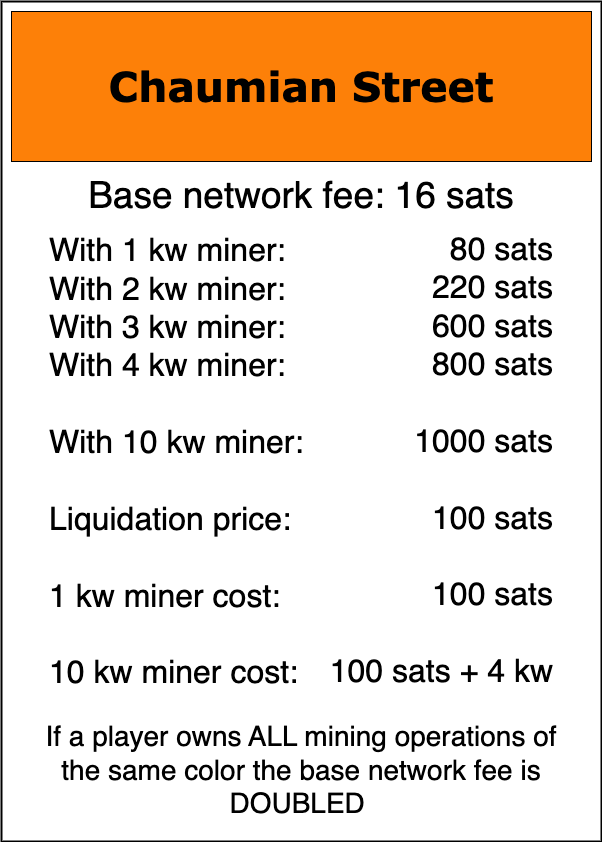 Chaumian Street
Base network fee: 16 sats
With 1 kw miner: 80 sats
With 2 kw miner: 220 sats
With 3 kw miner: 600 sats
With 4 kw miner: 800 sats
With 10 kw miner: 1000 sats
Liquidation price: 100 sats
1 kw miner cost: 100 sats
10 kw miner cost: 100 sats + 4 kw
If a player owns ALL mining operations of
the same color the base network fee is
DOUBLED